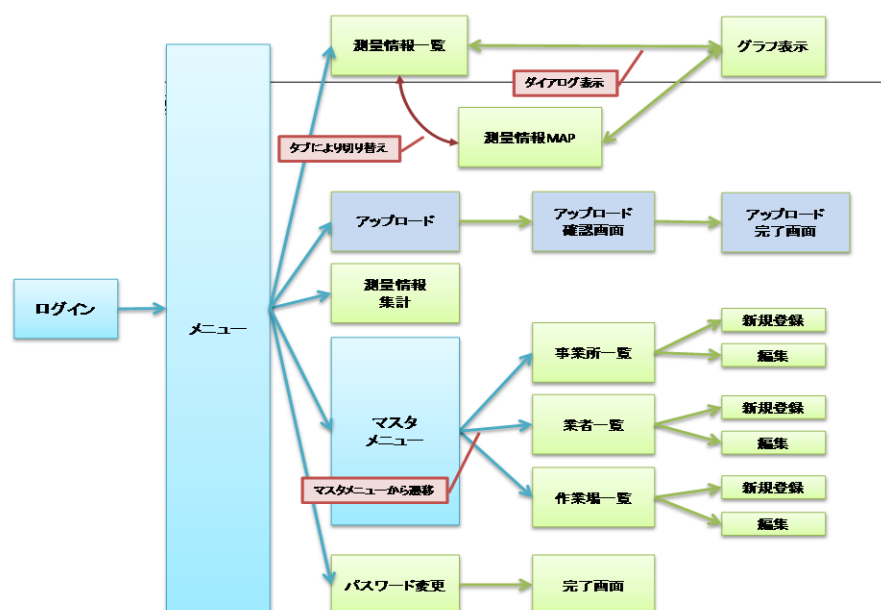 測量情報一覧
グラフ表示
ダイアログ表示
タブにより切り替え
測量情報MAP
アップロード
アップロード
確認画面
アップロード
完了画面
ログイン
メニュー
測量情報
集計
マスタ
メニュー
マスタメニューから遷移
事業所一覧
新規登録
編集
業者一覧
新規登録
編集
作業場一覧
新規登録
編集
パスワード変更
完了画面